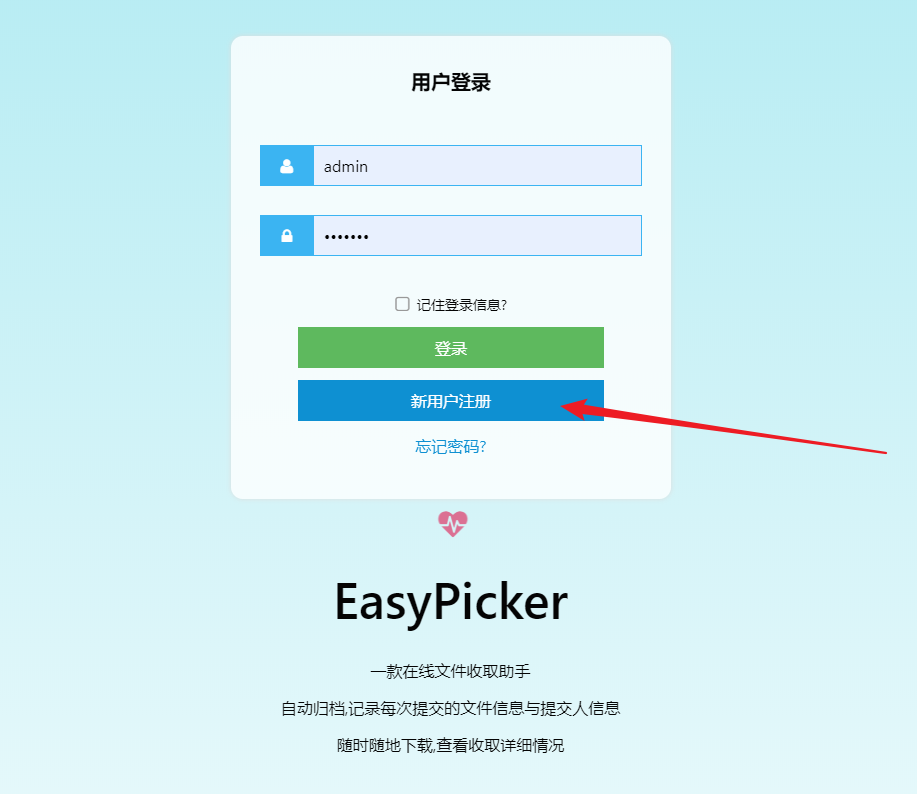 用户登录
admin
•••••••
记住登录信息?
登录
新用户注册
忘记密码?
EasyPicker
一款在线文件收取助手
自动归档,记录每次提交的文件信息与提交人信息
随时随地下载,查看收取详细情况